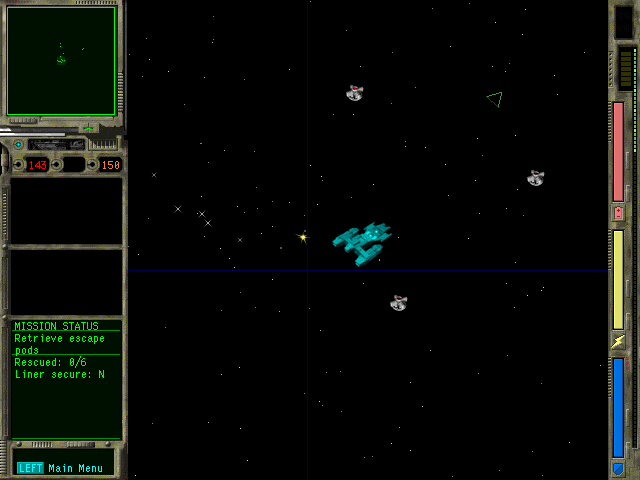 143 150
MISSION STATUS
Retrieve escape
pods
Rescued: 0/6
Liner secure: N
LEFT Main Menu